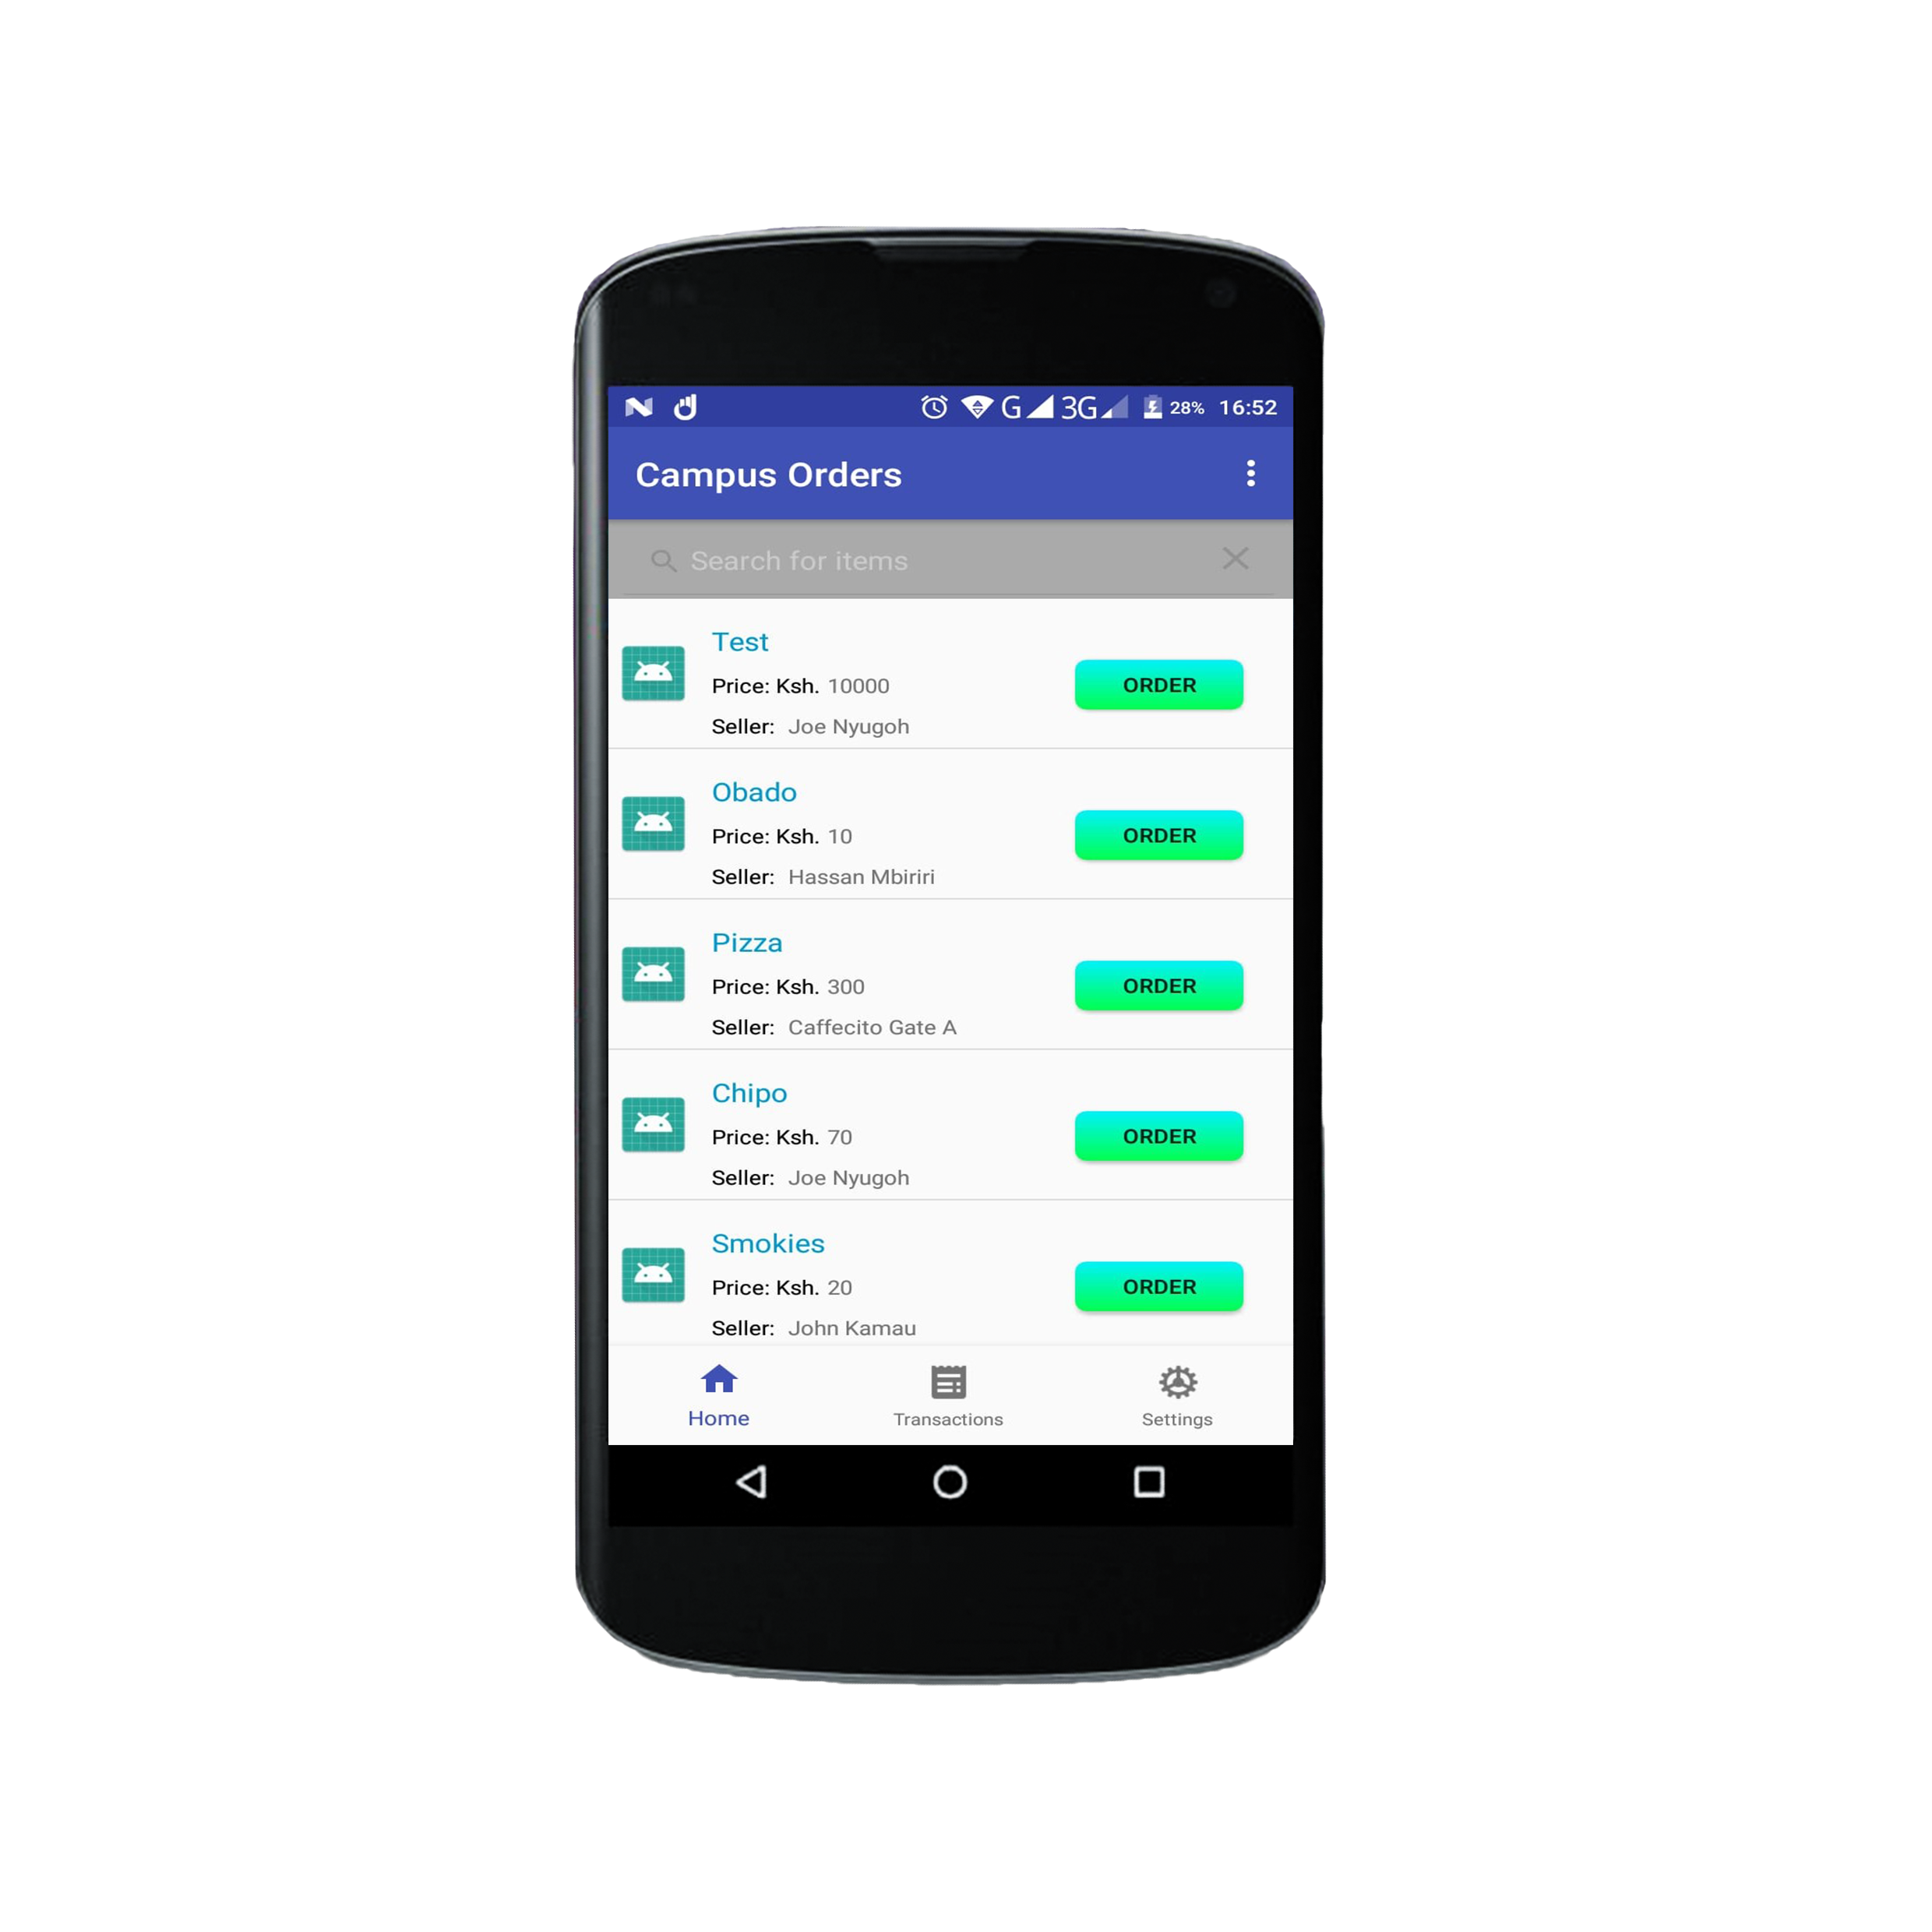 G 3G 28% 16:52
Campus Orders
Search for items
Test
Price: Ksh. 10000
ORDER
Seller: Joe Nyugoh
Obado
Price: Ksh. 10
ORDER
Seller: Hassan Mbiriri
Pizza
Price: Ksh. 300
ORDER
Seller: Caffecito Gate A
Chipo
Price: Ksh. 70
ORDER
Seller: Joe Nyugoh
Smokies
Price: Ksh. 20
ORDER
Seller: John Kamau
Home Transactions Settings